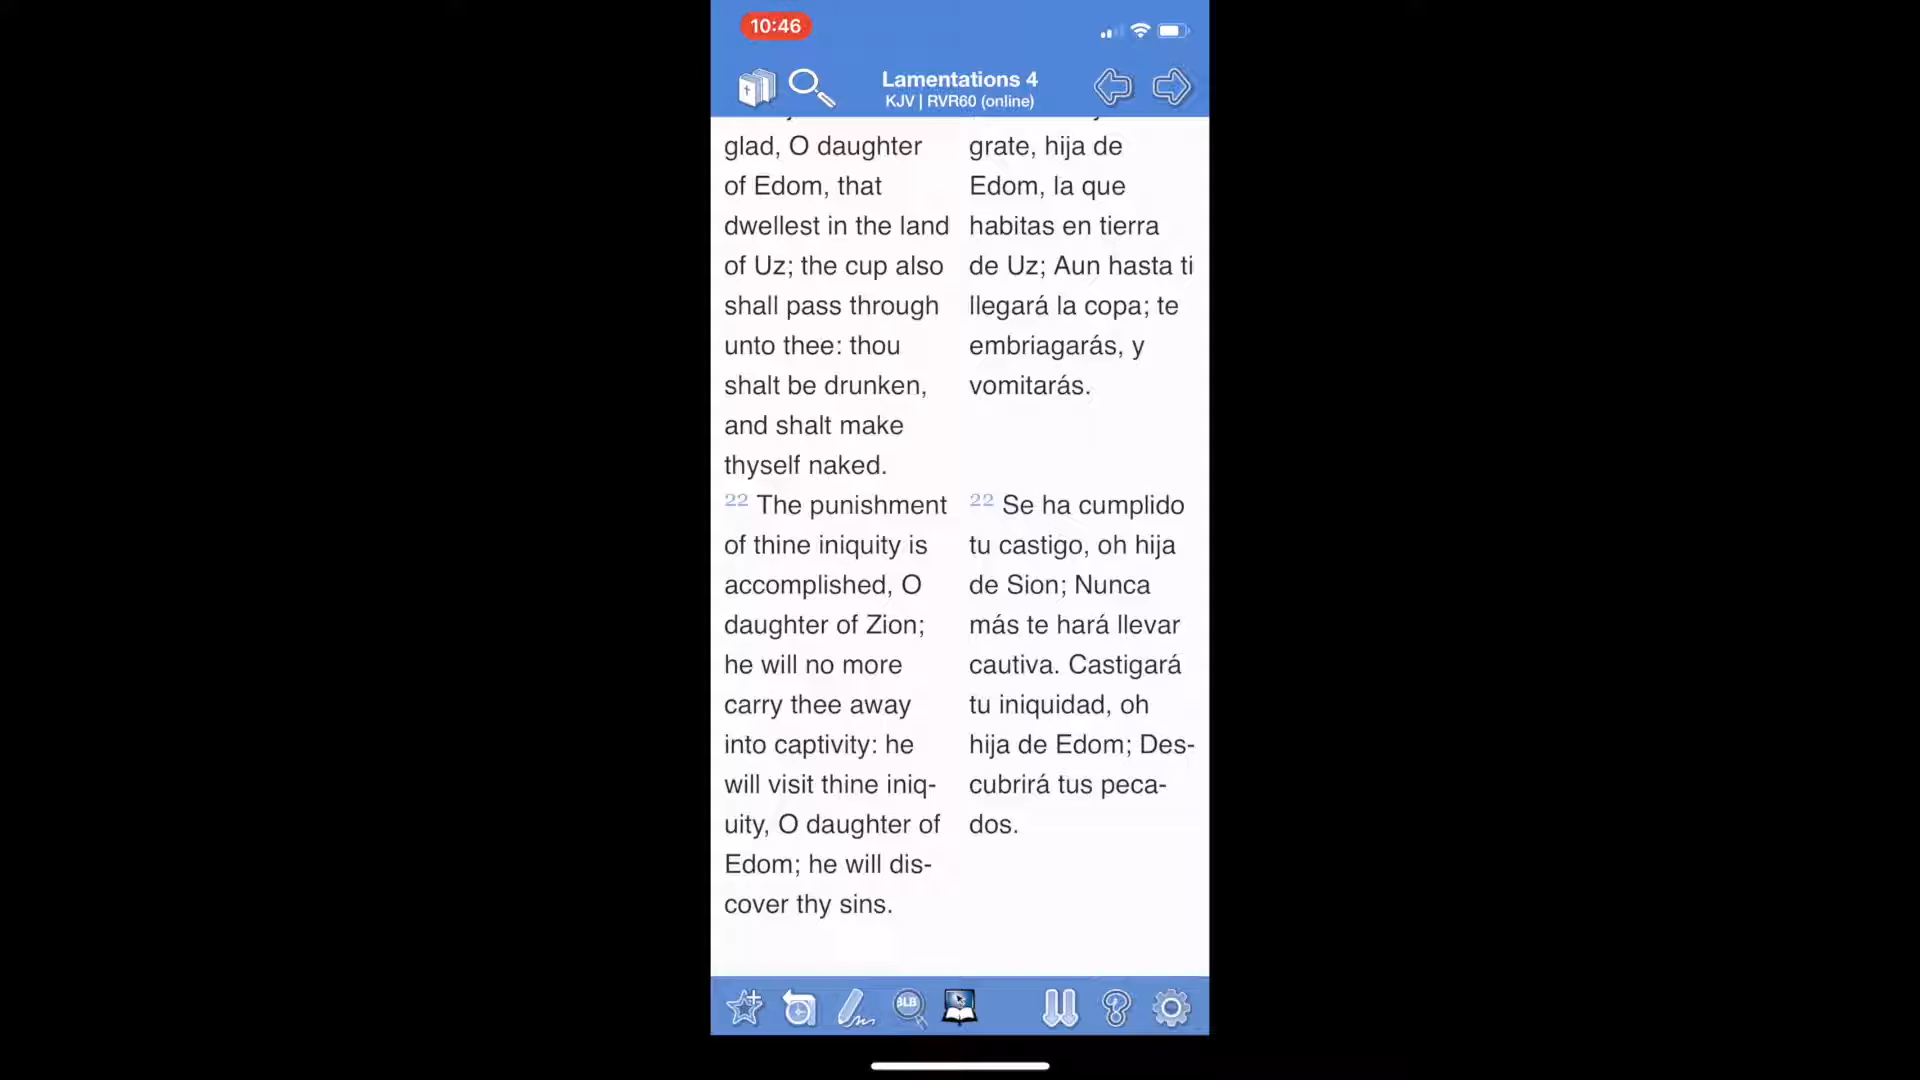 10:46
Lamentations 4
KJV | RVR60 (online)
glad, O daughter
of Edom, that
dwellest in the land
of Uz; the cup also
shall pass through
unto thee: thou
shalt be drunken,
and shalt make
thyself naked.
22 The punishment
of thine iniquity is
accomplished, O
daughter of Zion;
he will no more
carry thee away
into captivity: he
will visit thine iniq-
uity, O daughter of
Edom; he will dis-
cover thy sins.
grate, hija de
Edom, la que
habitas en tierra
de Uz; Aun hasta ti
llegará la copa; te
embriagarás, y
vomitarás.
22 Se ha cumplido
tu castigo, oh hija
de Sion; Nunca
más te hará llevar
cautiva. Castigará
tu iniquidad, oh
hija de Edom; Des-
cubrirá tus peca-
dos.
BLB